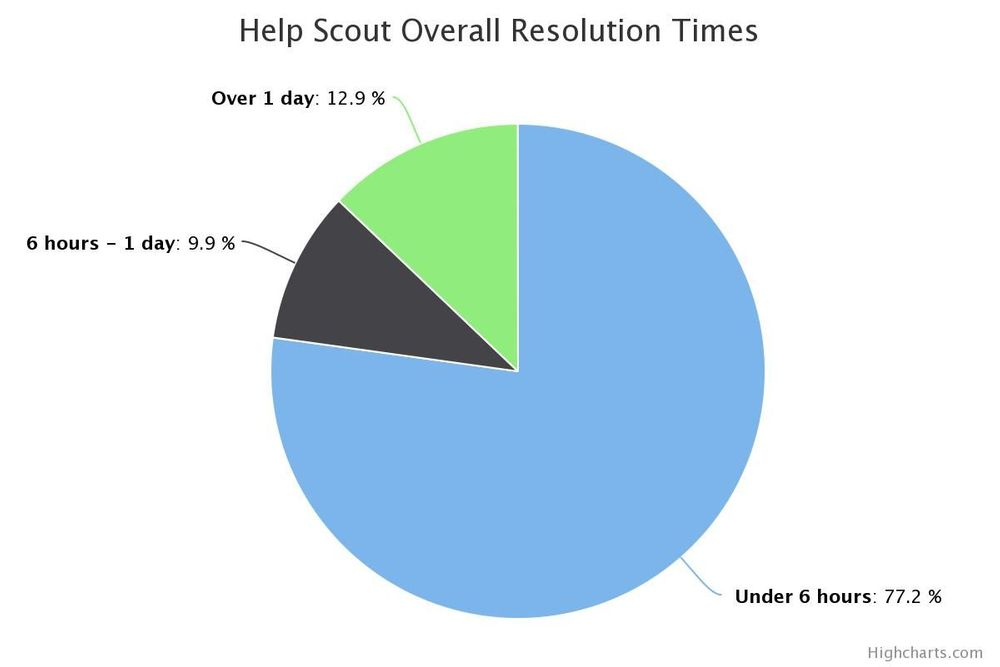 Help Scout Overall Resolution Times
Over 1 day: 12.9 %
6 hours – 1 day: 9.9 %
Under 6 hours: 77.2 %
Highcharts.com